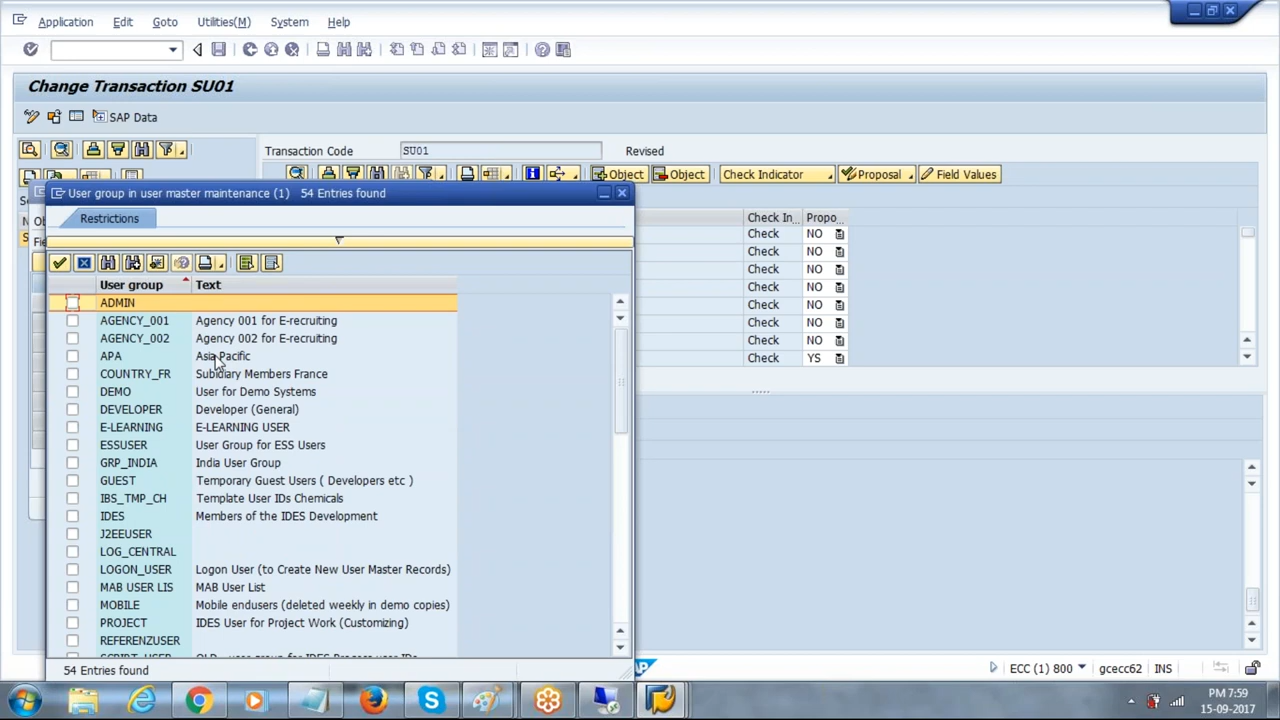 Application Edit Goto Utilities(M) System Help
Change Transaction SU01
SAP Data
Transaction Code SU01 Revised
Object Object Check Indicator Proposal Field Values
User group in user master maintenance (1) 54 Entries found
Restrictions
Check In... Propo...
Check NO
Check NO
Check NO
Check NO
Check NO
Check NO
Check NO
Check YS
User group Text
ADMIN
AGENCY_001 Agency 001 for E-recruiting
AGENCY_002 Agency 002 for E-recruiting
APA Asia Pacific
COUNTRY_FR Subidiary Members France
DEMO User for Demo Systems
DEVELOPER Developer (General)
E-LEARNING E-LEARNING USER
ESSUSER User Group for ESS Users
GRP_INDIA India User Group
GUEST Temporary Guest Users ( Developers etc )
IBS_TMP_CH Template User IDs Chemicals
IDES Members of the IDES Development
J2EEUSER
LOG_CENTRAL
LOGON_USER Logon User (to Create New User Master Records)
MAB USER LIS MAB User List
MOBILE Mobile endusers (deleted weekly in demo copies)
PROJECT IDES User for Project Work (Customizing)
REFERENZUSER
54 Entries found
ECC (1) 800 gcecc62 INS
PM 7:59
15-09-2017